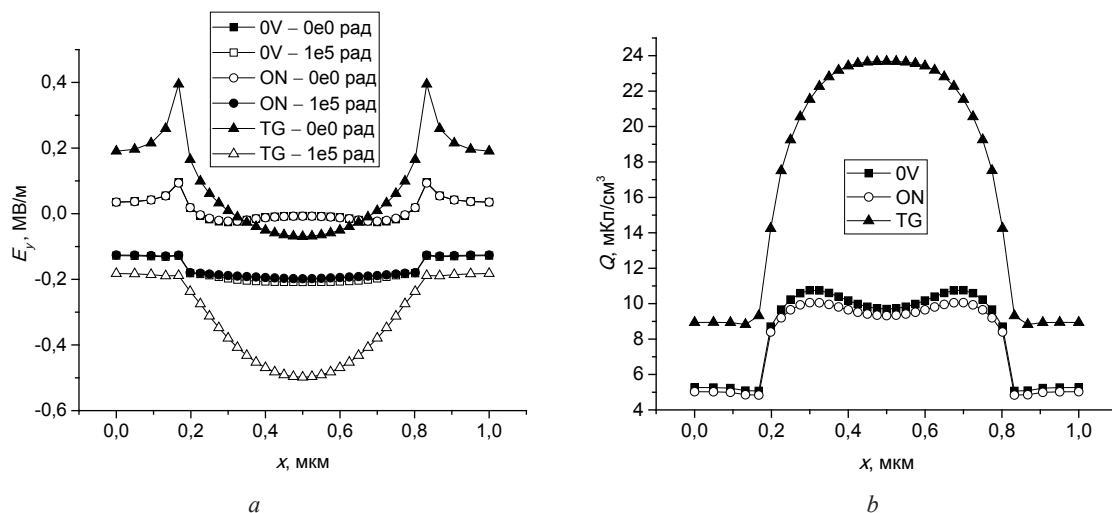 0V – 0e0 рад
0V – 1e5 рад
ON – 0e0 рад
ON – 1e5 рад
TG – 0e0 рад
TG – 1e5 рад
0,4
0,2
0,0
-0,2
-0,4
-0,6
E_y, МВ/м
0,0 0,2 0,4 0,6 0,8 1,0
x, мкм
a
24
22
20
18
16
14
12
10
8
6
4
Q, мКл/см³
0V
ON
TG
0,0 0,2 0,4 0,6 0,8 1,0
x, мкм
b